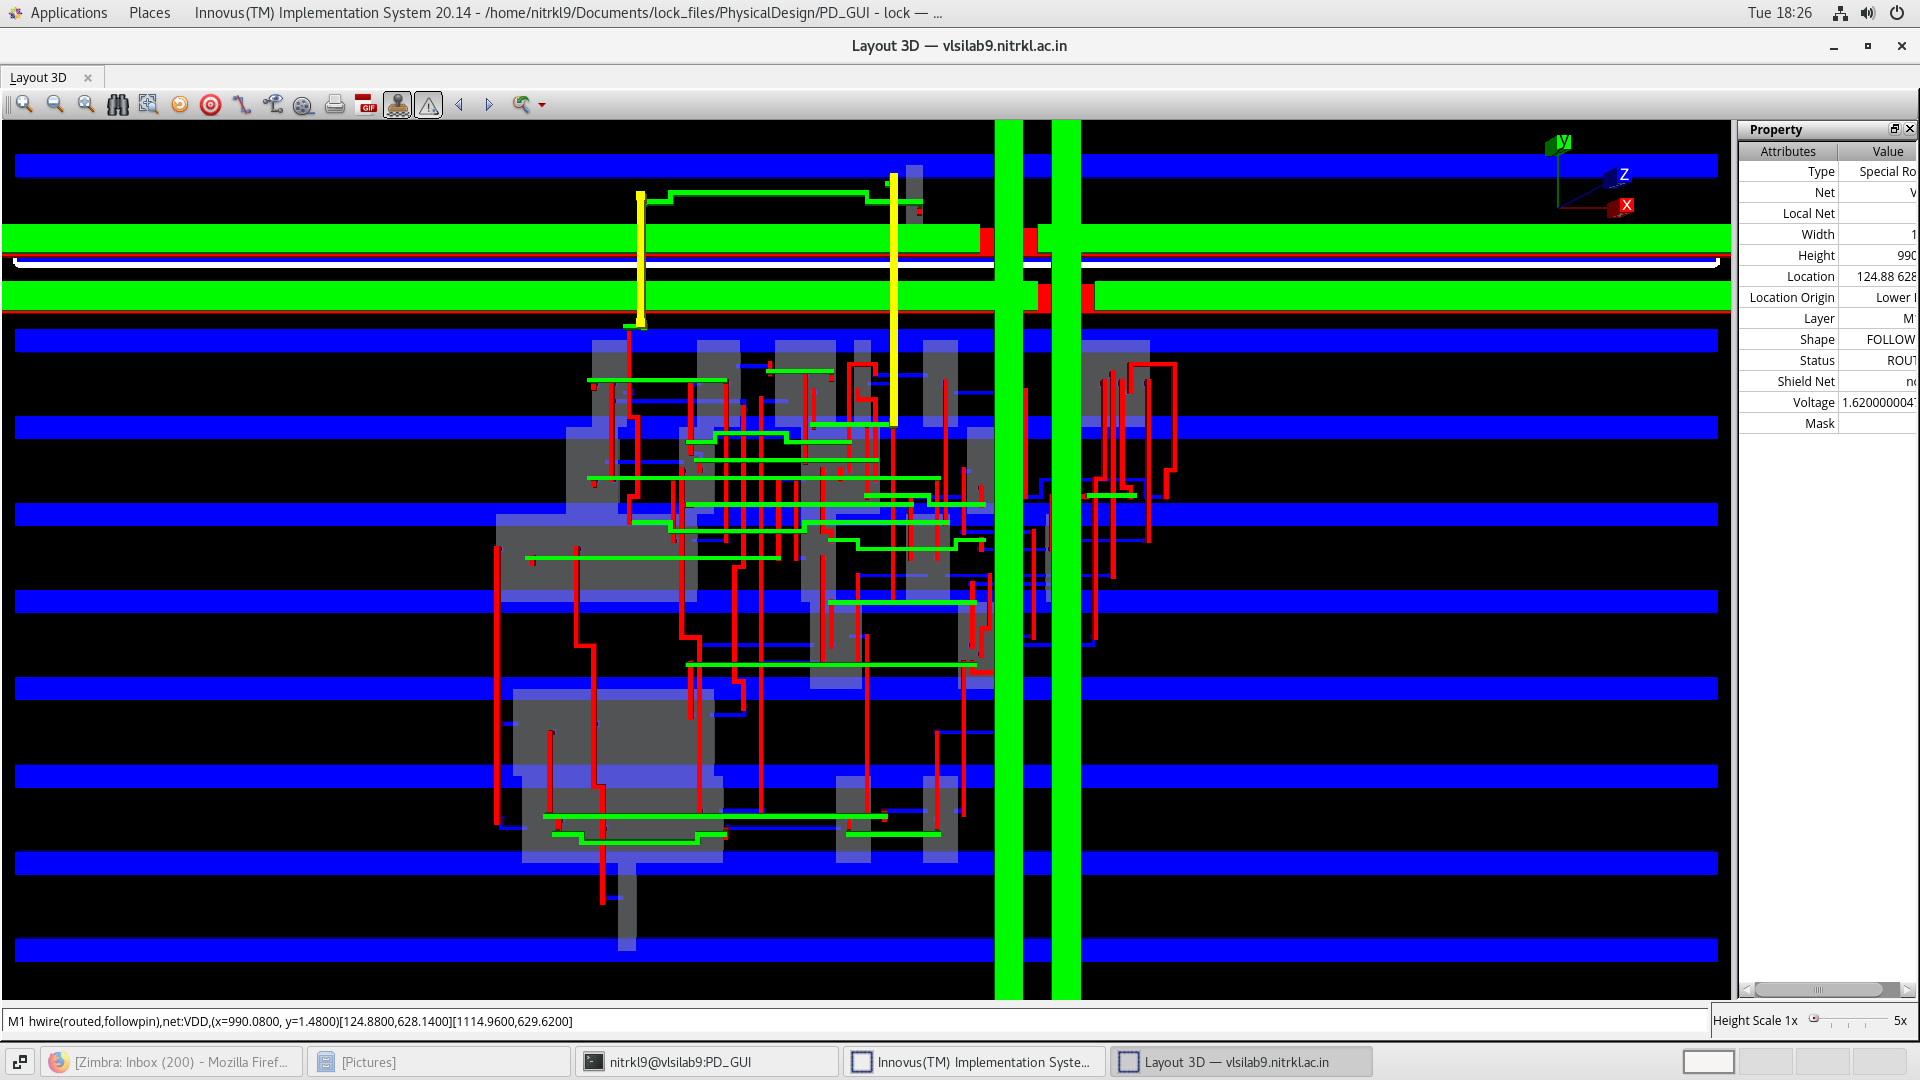 Applications Places Innovus(TM) Implementation System 20.14 - /home/nitrkl9/Documents/lock_files/PhysicalDesign/PD_GUI - lock — ... Tue 18:26
Layout 3D — vlsilab9.nitrkl.ac.in
Layout 3D
GIF
Property
Attributes Value
Type Special Ro
Net V
Local Net
Width 1
Height 990
Location 124.88 628
Location Origin Lower l
Layer M
Shape FOLLOW
Status ROUT
Shield Net no
Voltage 1.620000004
Mask
y
Z
X
M1 hwire(routed,followpin),net:VDD,(x=990.0800, y=1.4800)[124.8800,628.1400][1114.9600,629.6200]
Height Scale 1x 5x
[Zimbra: Inbox (200) - Mozilla Firef... [Pictures] nitrkl9@vlsilab9:PD_GUI Innovus(TM) Implementation Syste... Layout 3D — vlsilab9.nitrkl.ac.in